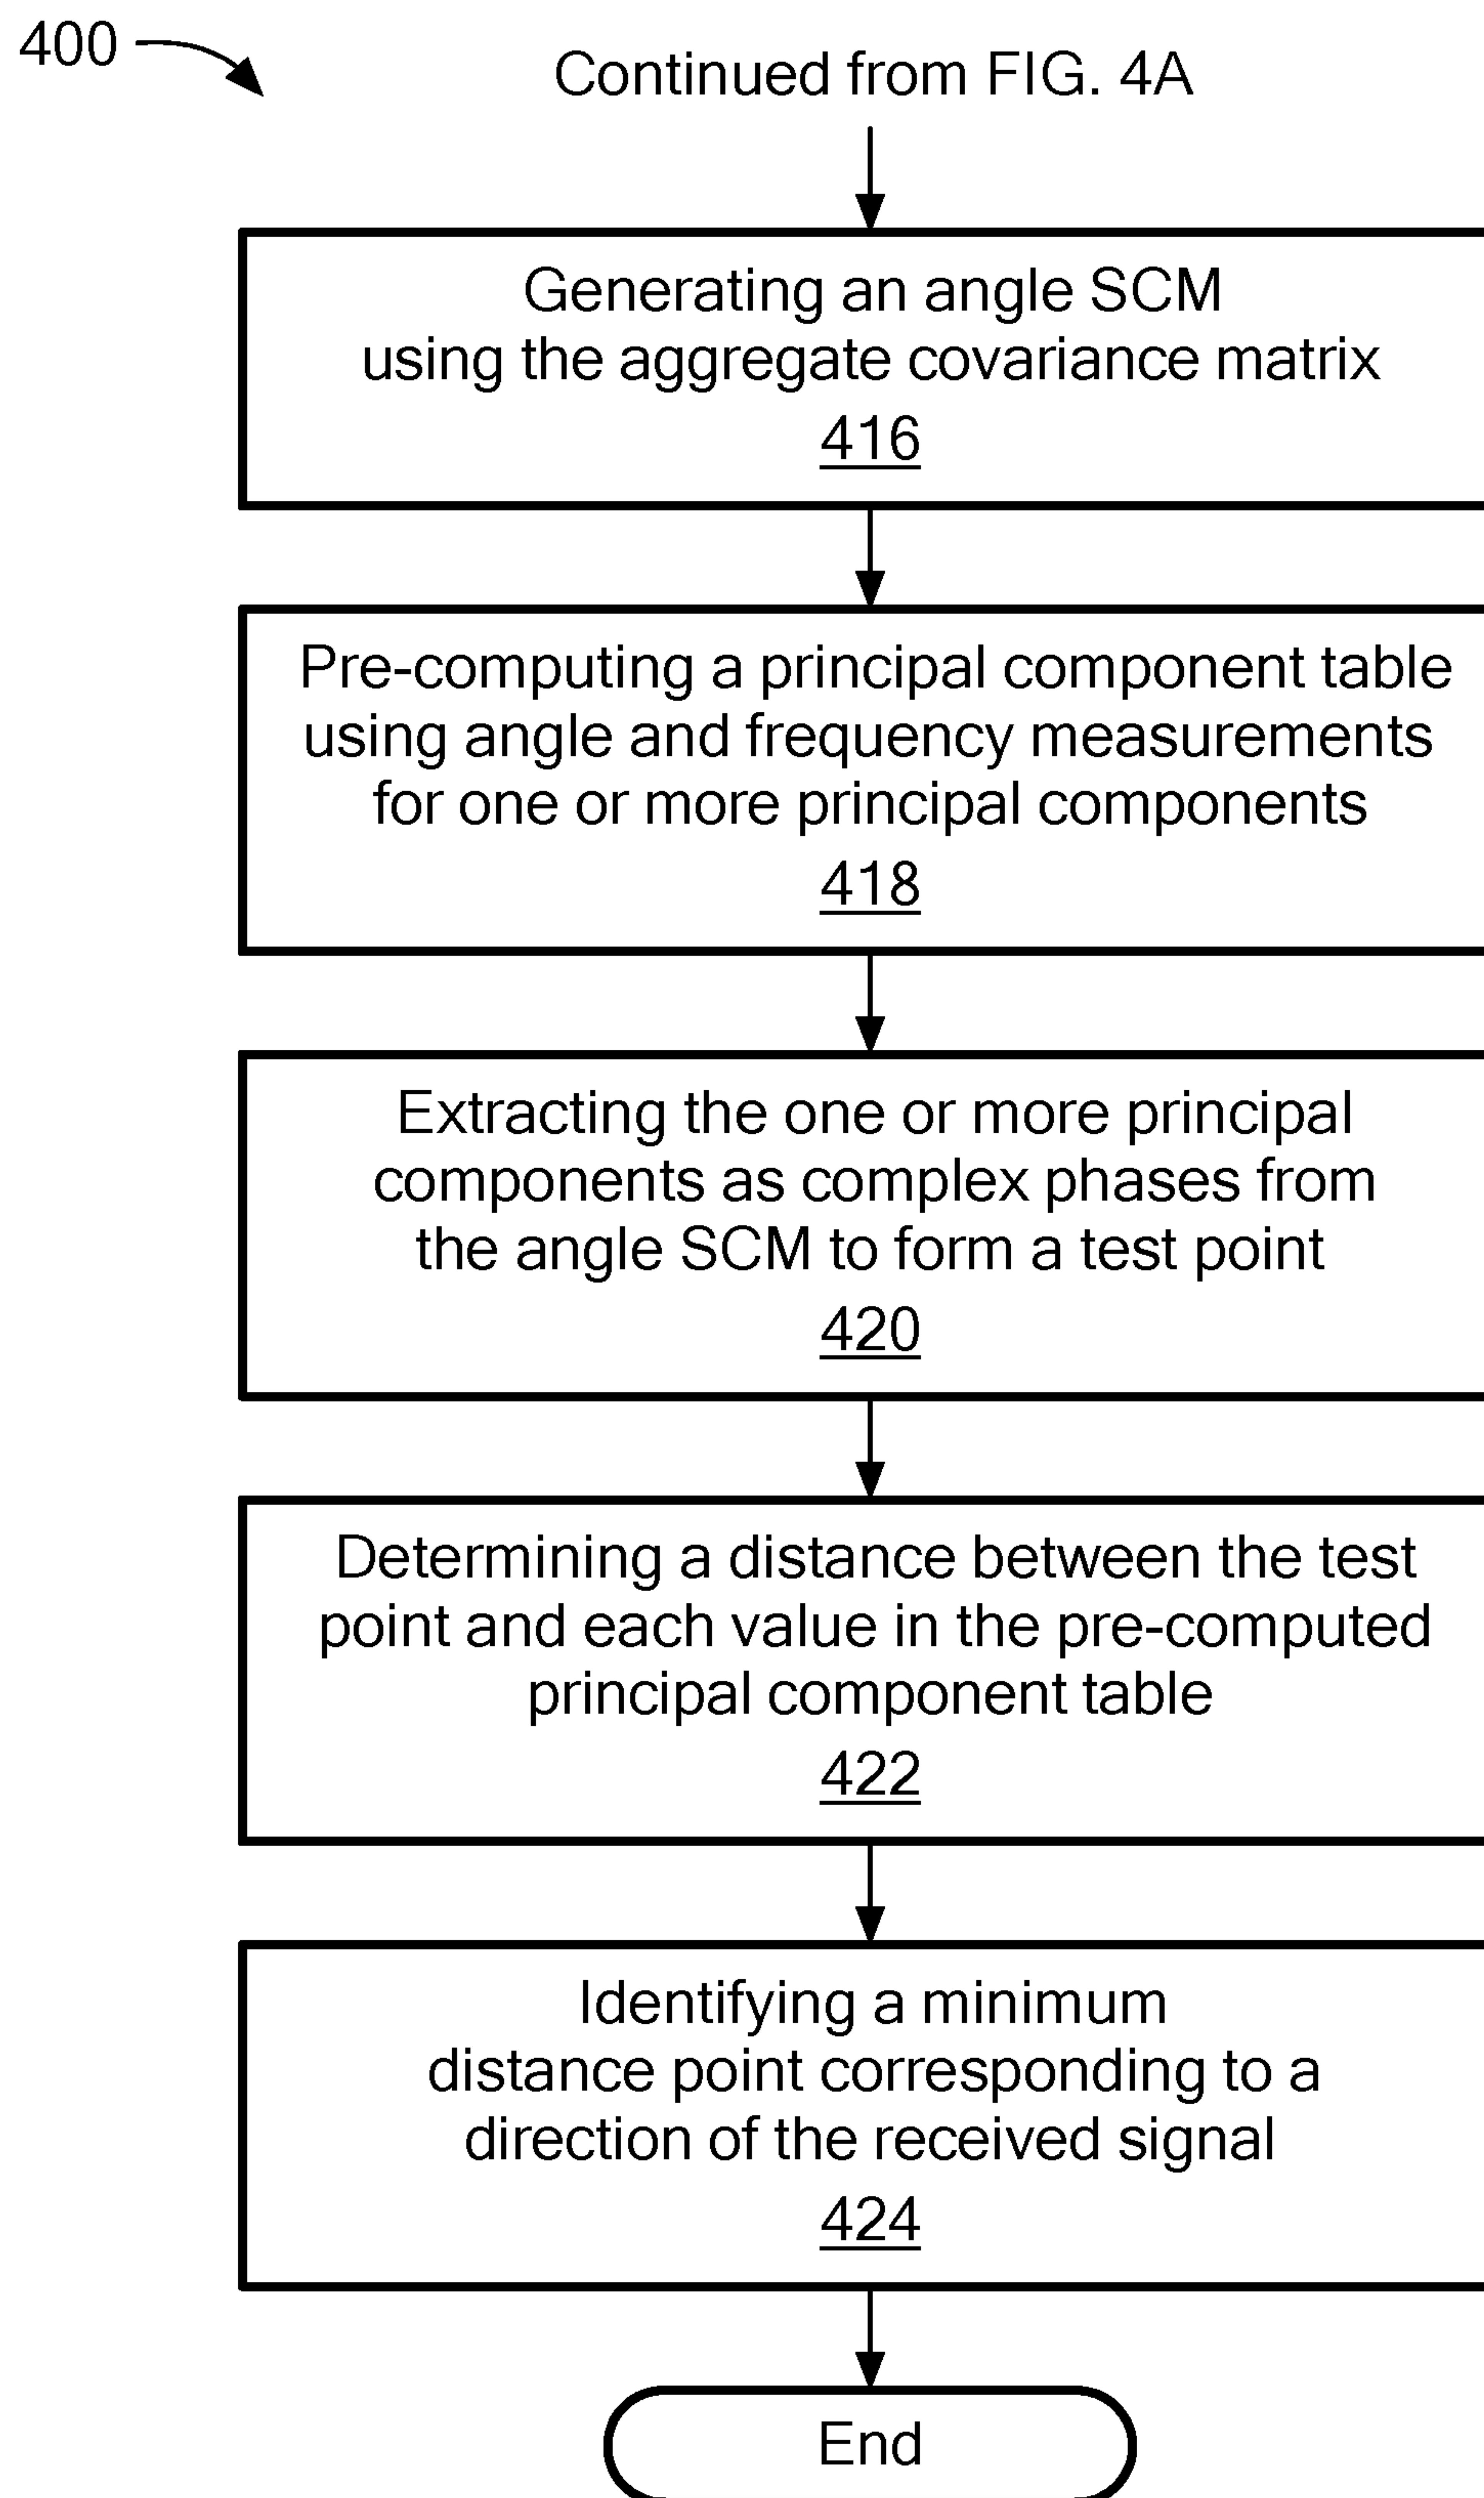 400
Continued from FIG. 4A
Generating an angle SCM
using the aggregate covariance matrix
416
Pre-computing a principal component table
using angle and frequency measurements
for one or more principal components
418
Extracting the one or more principal
components as complex phases from
the angle SCM to form a test point
420
Determining a distance between the test
point and each value in the pre-computed
principal component table
422
Identifying a minimum
distance point corresponding to a
direction of the received signal
424
End